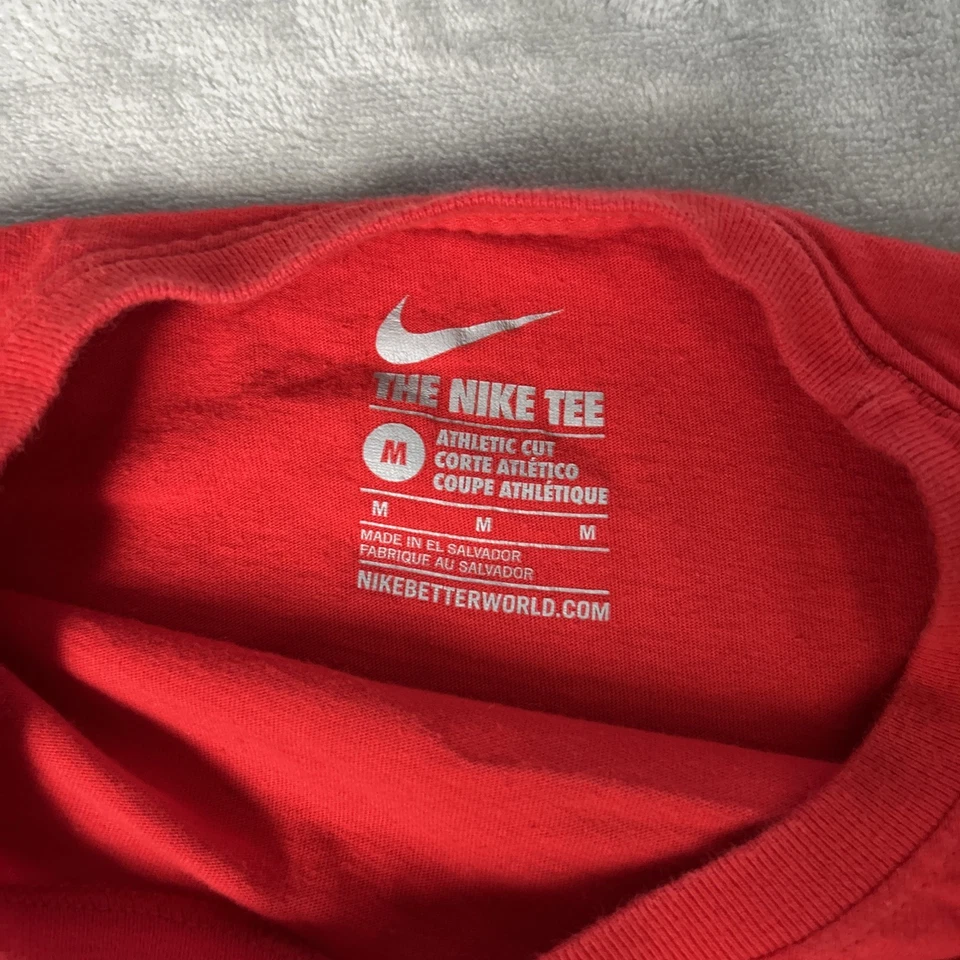 THE NIKE TEE
M
ATHLETIC CUT
CORTE ATLÉTICO
COUPE ATHLÉTIQUE
M M M
MADE IN EL SALVADOR
FABRIQUE AU SALVADOR
NIKEBETTERWORLD.COM